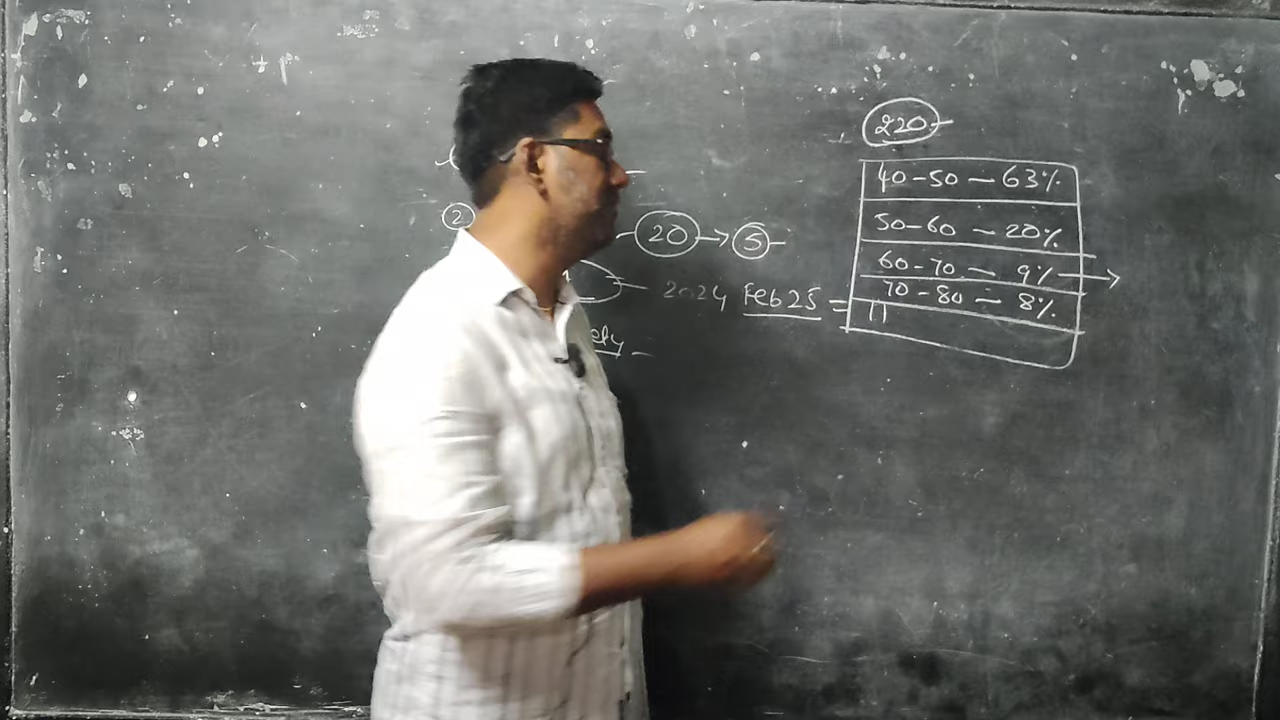 220-
40-50 - 63%
2
50-60 - 20%
20 → 5 -
60-70 - 9% →
2024 Feb 25 =
70-80 - 8%
11
ely -